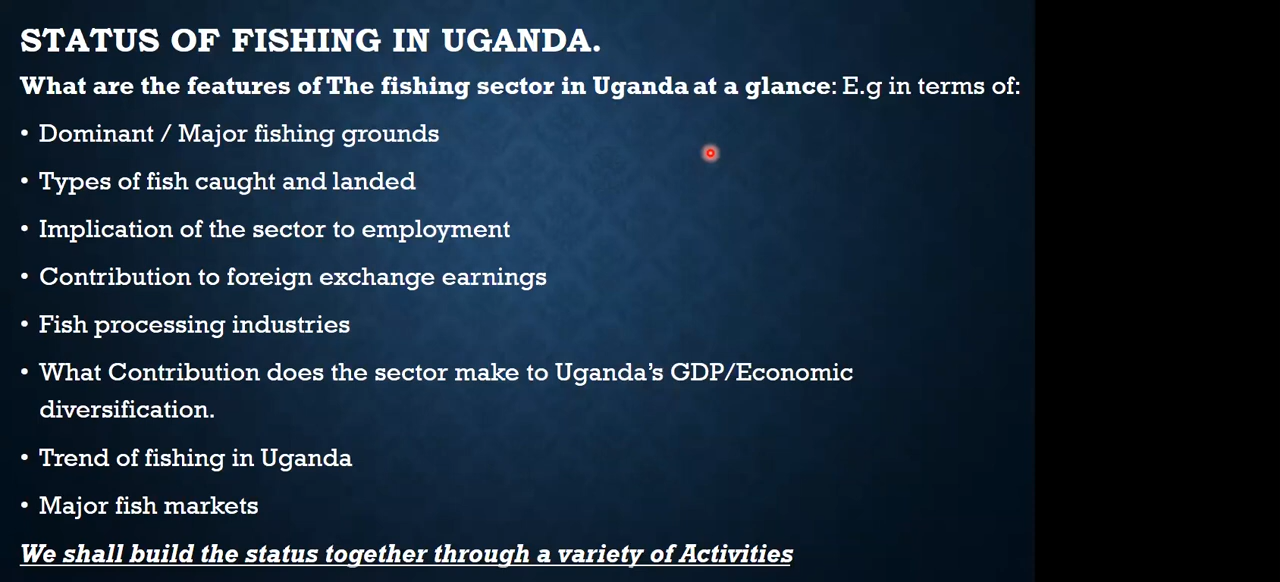 STATUS OF FISHING IN UGANDA.
What are the features of The fishing sector in Uganda at a glance: E.g in terms of:
• Dominant / Major fishing grounds
• Types of fish caught and landed
• Implication of the sector to employment
• Contribution to foreign exchange earnings
• Fish processing industries
• What Contribution does the sector make to Uganda’s GDP/Economic
diversification.
• Trend of fishing in Uganda
• Major fish markets
We shall build the status together through a variety of Activities